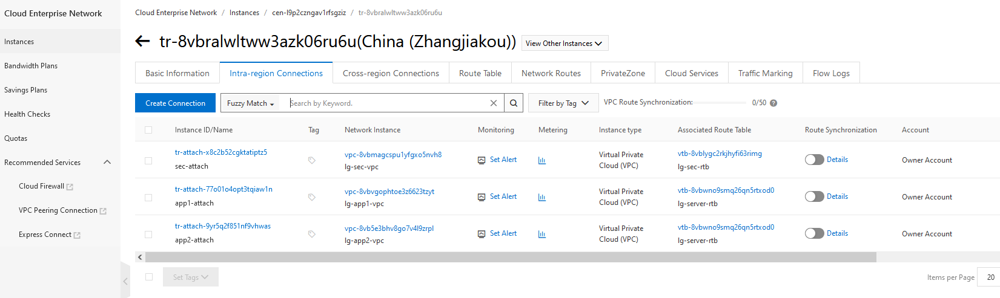 Cloud Enterprise Network
Instances
Bandwidth Plans
Savings Plans
Health Checks
Quotas
Recommended Services
Cloud Firewall
VPC Peering Connection
Express Connect
Cloud Enterprise Network / Instances / cen-l9p2czngav1rfsgziz / tr-8vbralwltww3azk06ru6u
tr-8vbralwltww3azk06ru6u(China (Zhangjiakou)) View Other Instances
Basic Information Intra-region Connections Cross-region Connections Route Table Network Routes PrivateZone Cloud Services Traffic Marking Flow Logs
Create Connection Fuzzy Match Search by Keyword. Filter by Tag VPC Route Synchronization: 0/50
Instance ID/Name Tag Network Instance Monitoring Metering Instance type Associated Route Table Route Synchronization Account
tr-attach-x8c2b52cgktatiptz5 vpc-8vbmagcspu1yfgxo5nvh8 Set Alert Virtual Private vtb-8vblygc2rkjhyfi63rimg Details Owner Account
sec-attach lg-sec-vpc Cloud (VPC) lg-sec-rtb
tr-attach-77o01o4opt3tqiaw1n vpc-8vbvgophtoe3z6623tzyt Set Alert Virtual Private vtb-8vbwno9smq26qn5rtxod0 Details Owner Account
app1-attach lg-app1-vpc Cloud (VPC) lg-server-rtb
tr-attach-9yr5q2f851nf9vhwas vpc-8vb5e3bhv8go7v4l9zrpl Set Alert Virtual Private vtb-8vbwno9smq26qn5rtxod0 Details Owner Account
app2-attach lg-app2-vpc Cloud (VPC) lg-server-rtb
Set Tags Items per Page 20